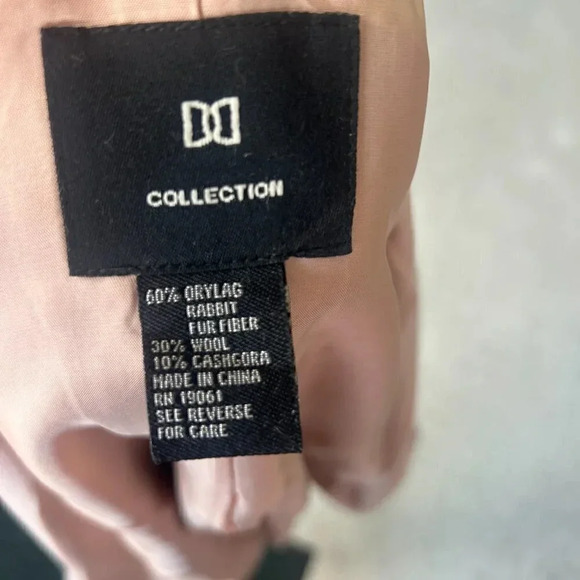 COLLECTION
60% ORYLAG
RABBIT
FUR FIBER
30% WOOL
10% CASHGORA
MADE IN CHINA
RN 19061
SEE REVERSE
FOR CARE